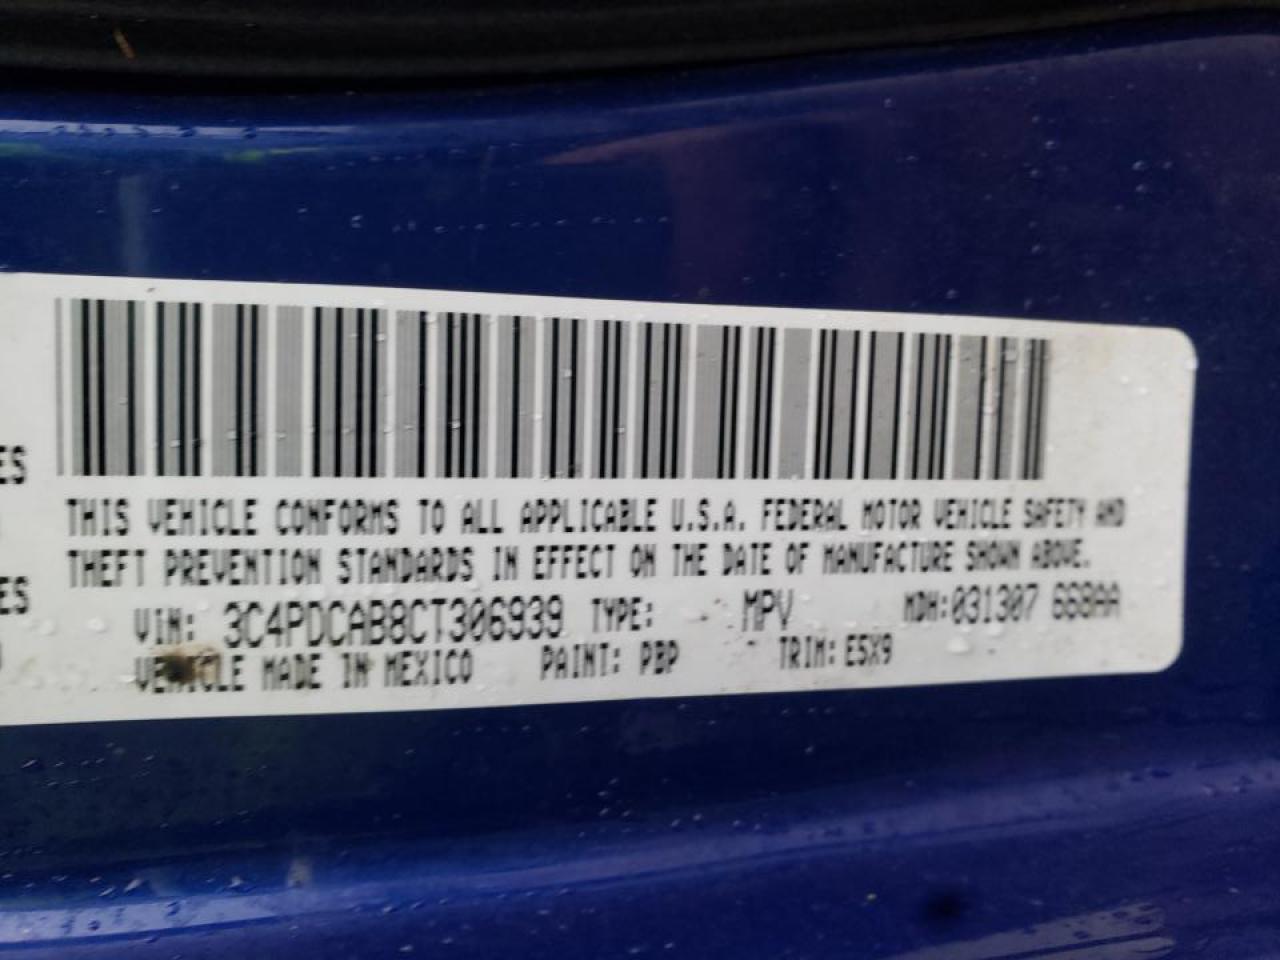 ES
THIS VEHICLE CONFORMS TO ALL APPLICABLE U.S.A. FEDERAL MOTOR VEHICLE SAFETY AND
THEFT PREVENTION STANDARDS IN EFFECT ON THE DATE OF MANUFACTURE SHOWN ABOVE.
ES
VIN: 3C4PDCAB8CT306939 TYPE: MPV MDH:031307 668AA
VEHICLE MADE IN MEXICO PAINT: PBP TRIM: E5X9